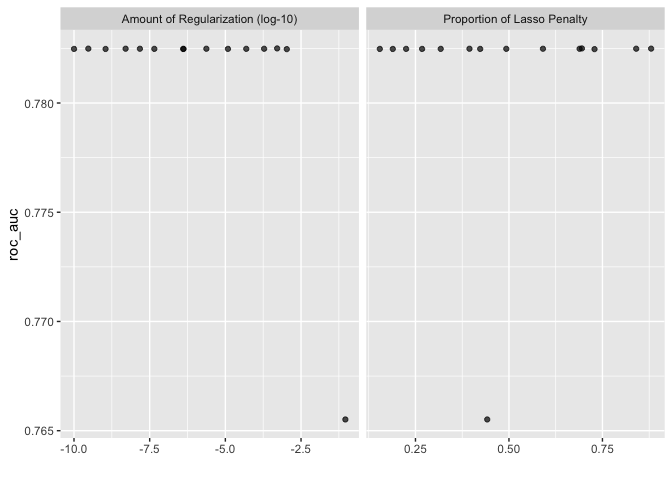 Amount of Regularization (log-10)
Proportion of Lasso Penalty
roc_auc
0.780
0.775
0.770
0.765
-10.0 -7.5 -5.0 -2.5
0.25 0.50 0.75